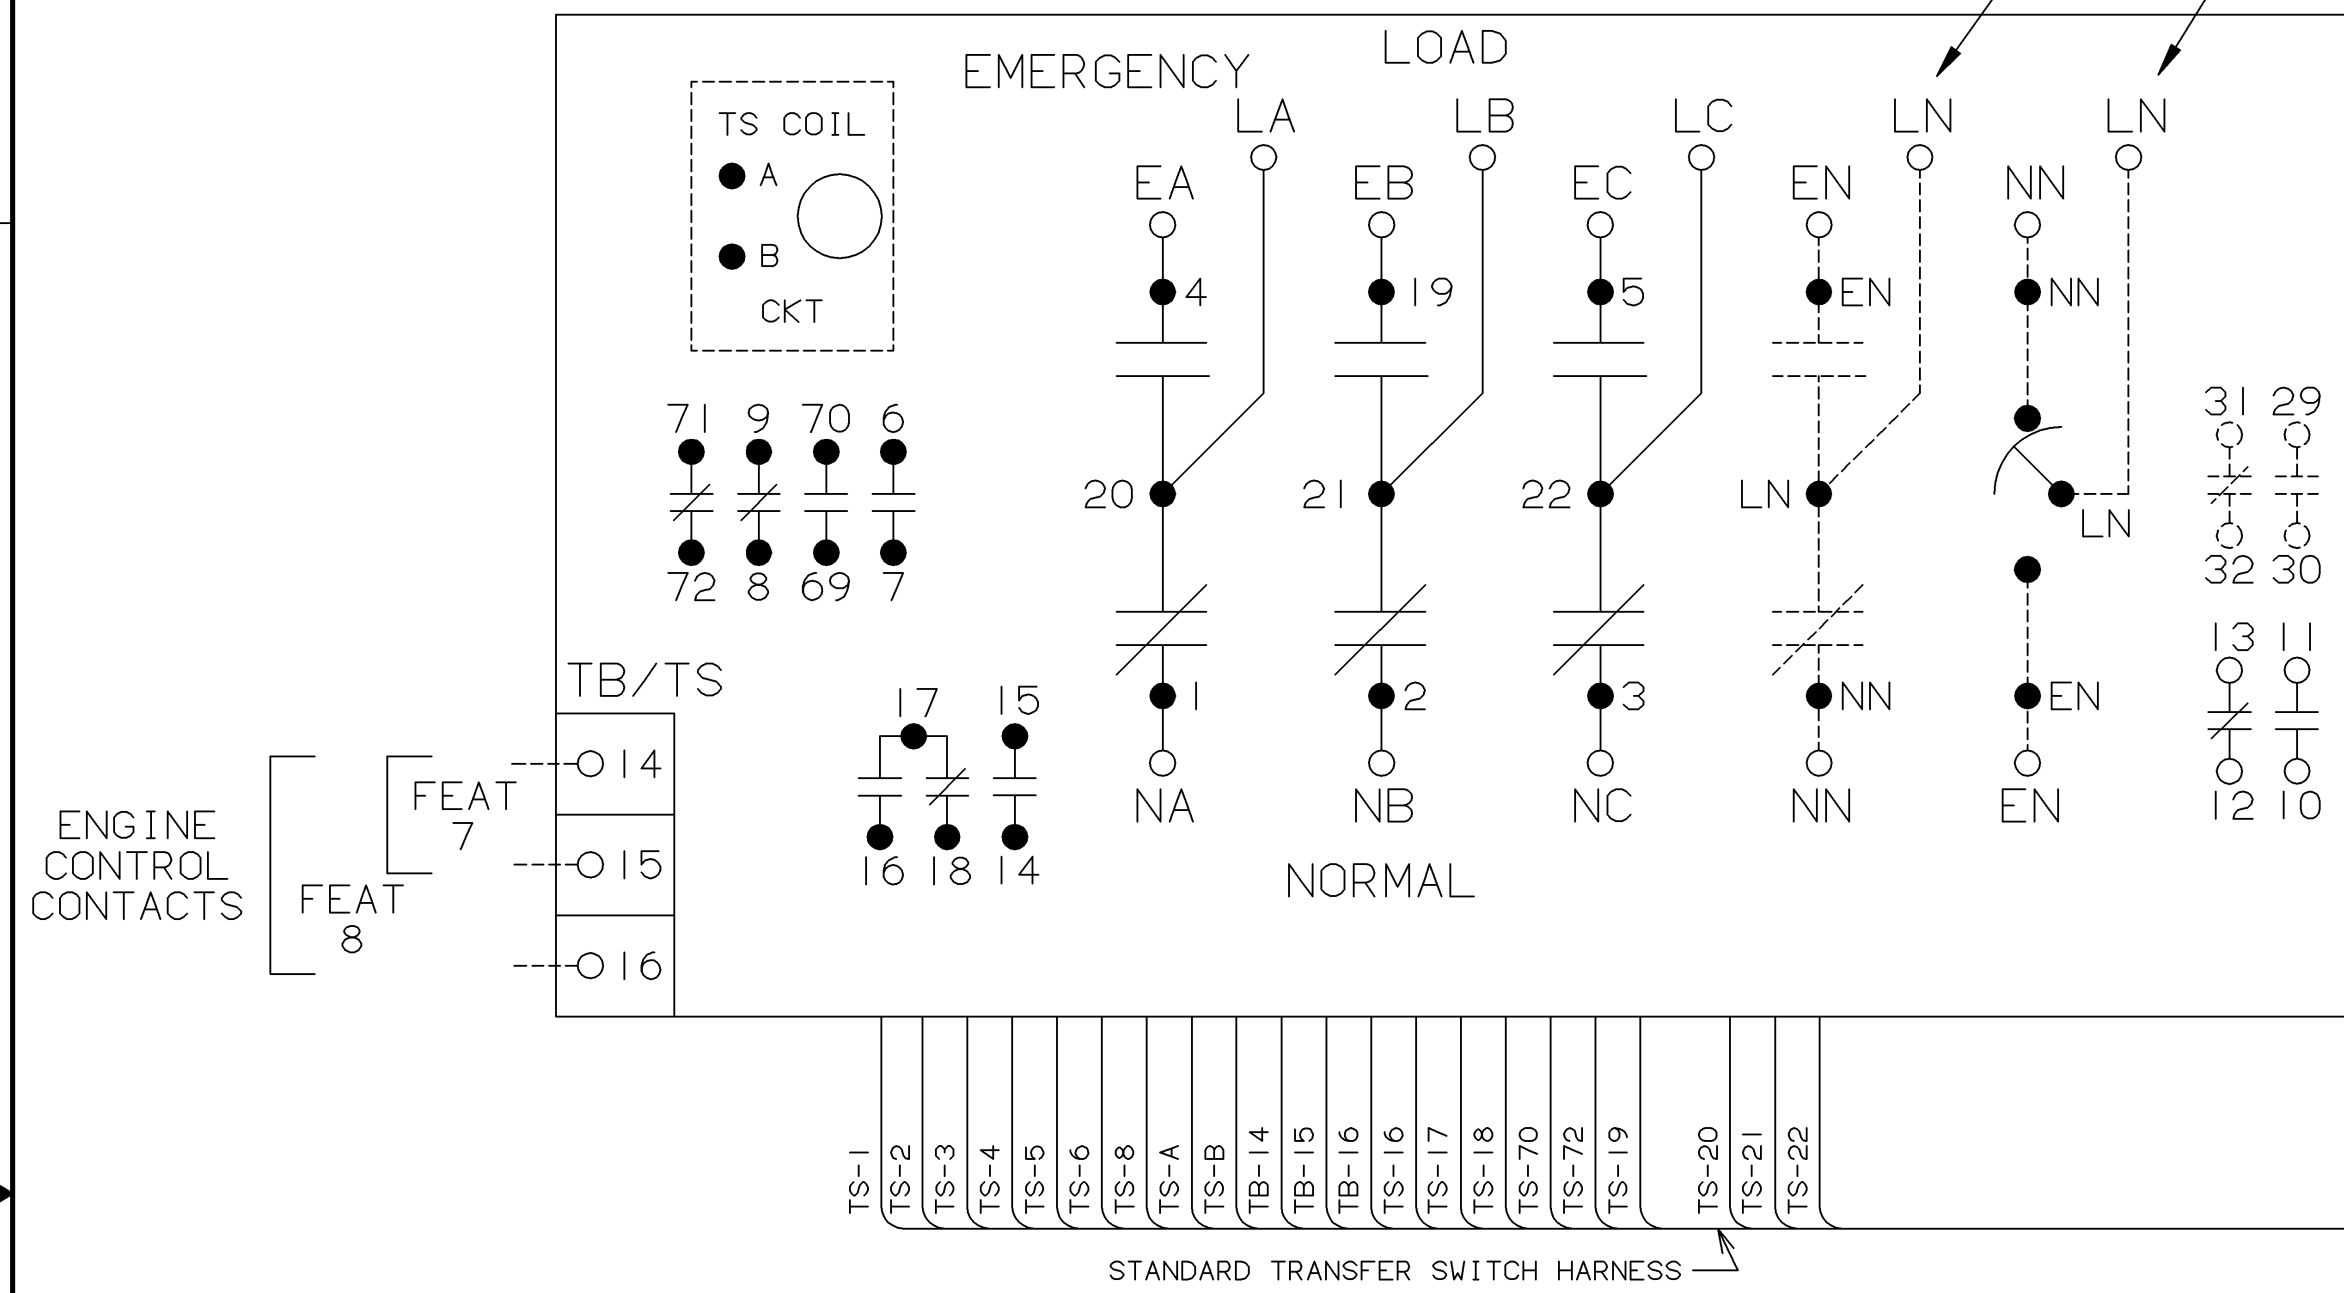 LOAD
EMERGENCY
LA LB LC LN LN
TS COIL
A
B
CKT
EA EB EC EN NN
4 19 5 EN NN
71 9 70 6
72 8 69 7
31 29
32 30
20 21 22 LN LN
13 11
12 10
1 2 3 NN EN
NA NB NC NN EN
NORMAL
TB/TS
14
15
16
17 15
16 18 14
FEAT
7
FEAT
8
ENGINE
CONTROL
CONTACTS
TS-1
TS-2
TS-3
TS-4
TS-5
TS-6
TS-8
TS-A
TS-B
TB-14
TB-15
TB-16
TS-16
TS-17
TS-18
TS-70
TS-72
TS-19
TS-20
TS-21
TS-22
STANDARD TRANSFER SWITCH HARNESS